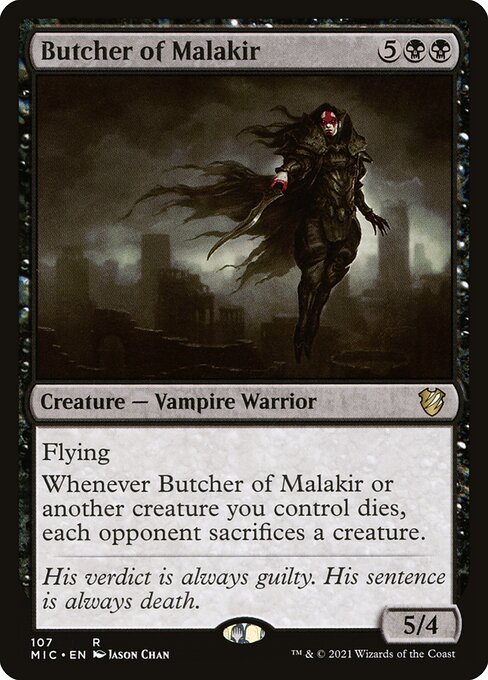 Butcher of Malakir 5
Creature — Vampire Warrior
Flying
Whenever Butcher of Malakir or
another creature you control dies,
each opponent sacrifices a creature.
His verdict is always guilty. His sentence
is always death.
5/4
107 R
MIC • EN Jason Chan
™ & © 2021 Wizards of the Coast